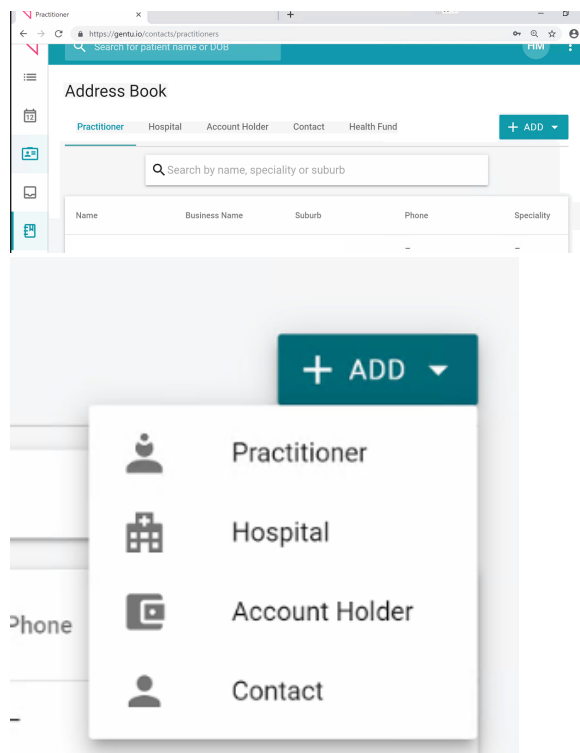 Practitioner
https://gentu.io/contacts/practitioners
Search for patient name or DOB
HM
12
Address Book
Practitioner Hospital Account Holder Contact Health Fund + ADD
Search by name, speciality or suburb
Name Business Name Suburb Phone Speciality
– –
+ ADD
Practitioner
Hospital
Account Holder
Phone
Contact
–